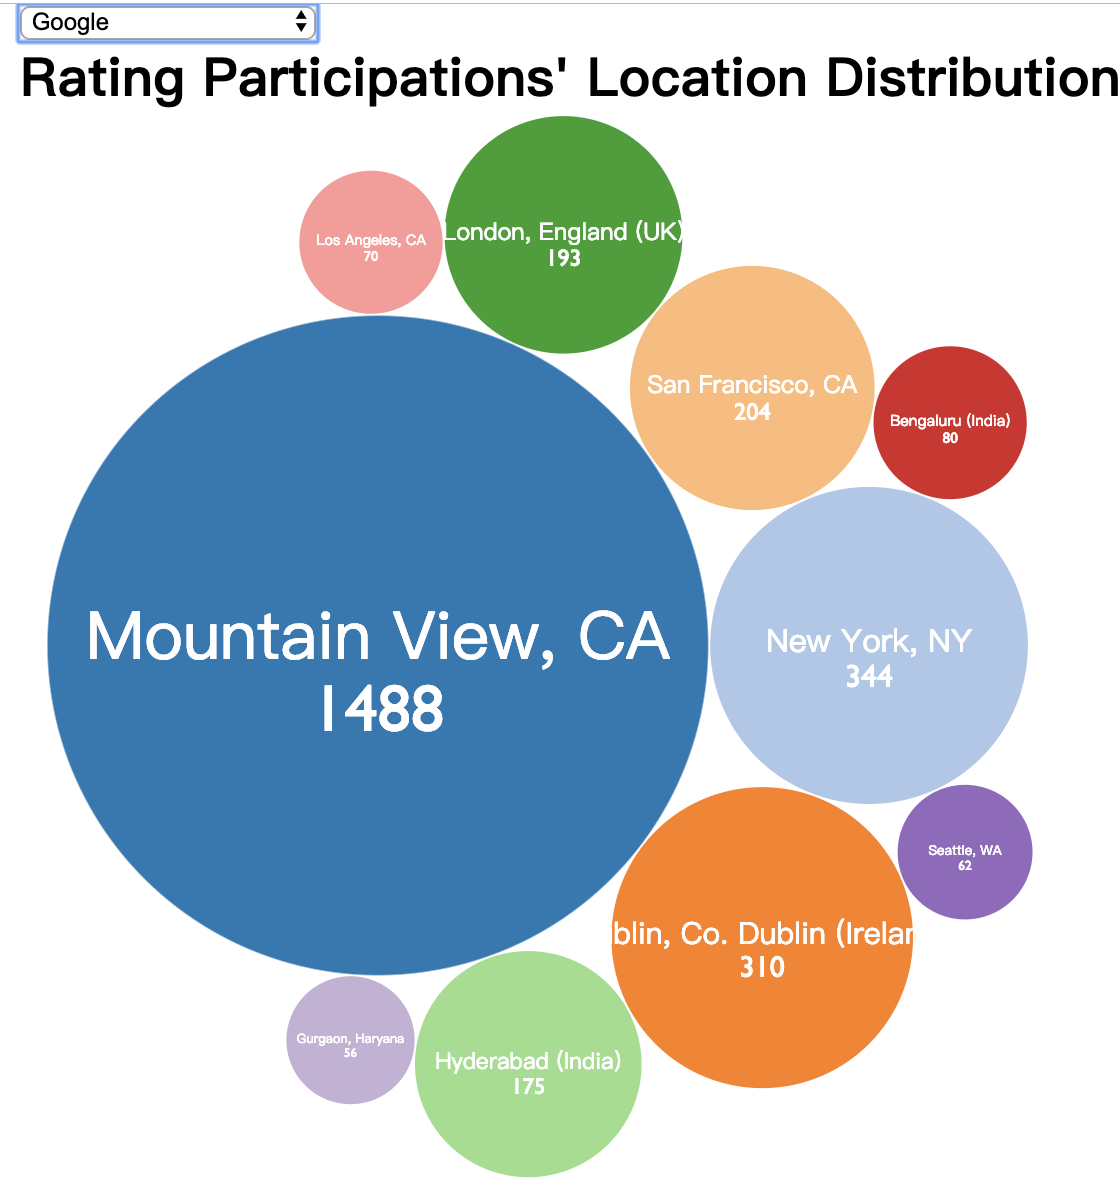 Google
Rating Participations' Location Distribution
London, England (UK)
193
Los Angeles, CA
70
San Francisco, CA
204
Bengaluru (India)
80
Mountain View, CA
1488
New York, NY
344
Seattle, WA
62
blin, Co. Dublin (Irelan
310
Gurgaon, Haryana
56
Hyderabad (India)
175